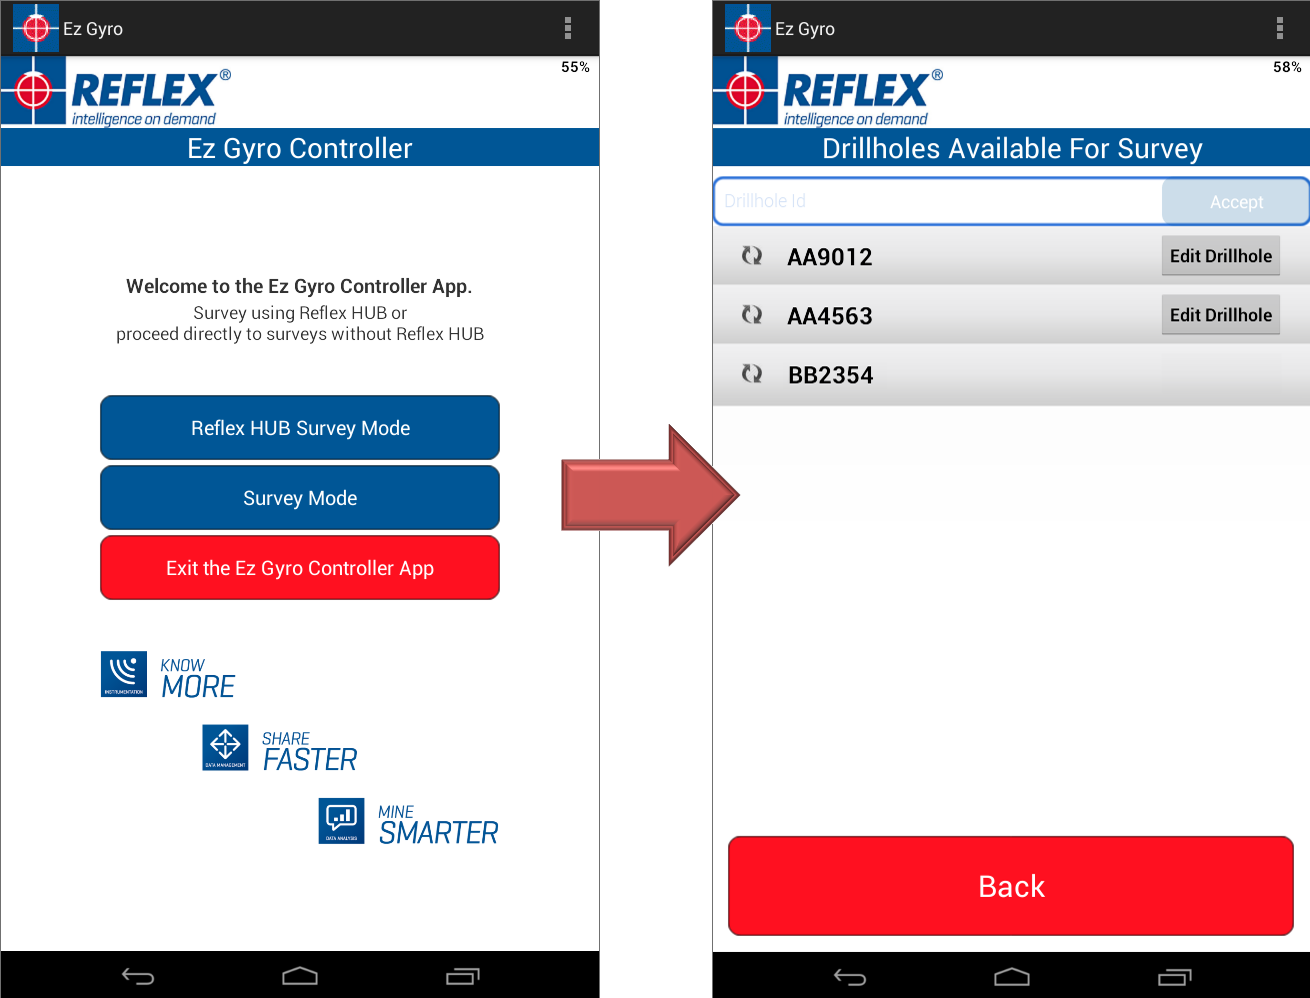 Ez Gyro
55%
REFLEX®
intelligence on demand
Ez Gyro Controller
Welcome to the Ez Gyro Controller App.
Survey using Reflex HUB or
proceed directly to surveys without Reflex HUB
Reflex HUB Survey Mode
Survey Mode
Exit the Ez Gyro Controller App
INSTRUMENTATION
KNOW
MORE
DATA MANAGEMENT
SHARE
FASTER
DATA ANALYSIS
MINE
SMARTER
Ez Gyro
58%
REFLEX®
intelligence on demand
Drillholes Available For Survey
Drillhole Id
Accept
AA9012
Edit Drillhole
AA4563
Edit Drillhole
BB2354
Back